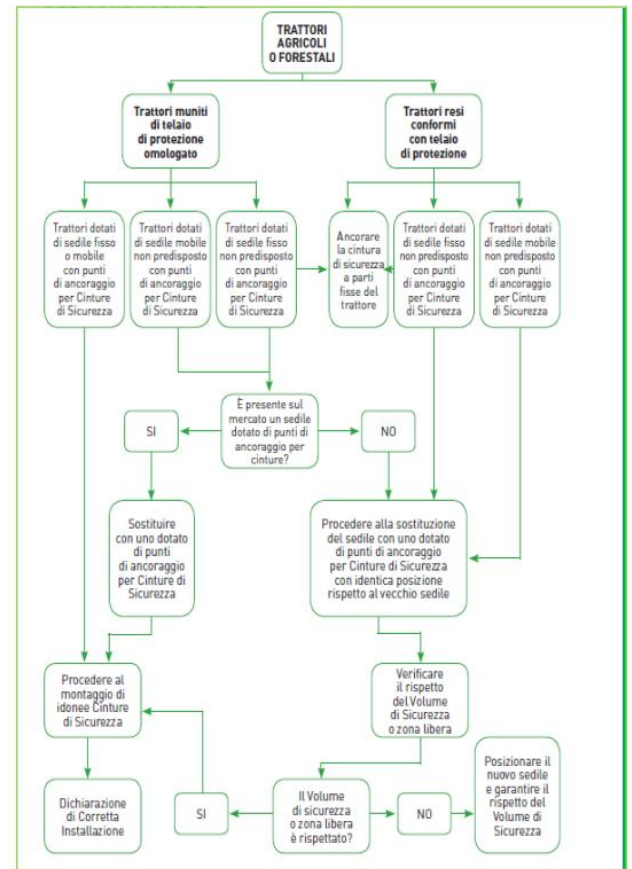 TRATTORI
AGRICOLI
O FORESTALI
Trattori muniti
di telaio
di protezione
omologato
Trattori resi
conformi
con telaio
di protezione
Trattori dotati
di sedile fisso
o mobile
con punti
di ancoraggio
per Cinture
di Sicurezza
Trattori dotati
di sedile mobile
non predisposto
con punti
di ancoraggio
per Cinture
di Sicurezza
Trattori dotati
di sedile fisso
non predisposto
con punti
di ancoraggio
per Cinture
di Sicurezza
Ancorare
la cintura
di sicurezza
a parti
fisse del
trattore
Trattori dotati
di sedile fisso
non predisposto
con punti
di ancoraggio
per Cinture
di Sicurezza
Trattori dotati
di sedile mobile
non predisposto
con punti
di ancoraggio
per Cinture
di Sicurezza
È presente sul
mercato un sedile
dotato di punti di
ancoraggio per
cinture?
SI
NO
Sostituire
con uno dotato
di punti
di ancoraggio
per Cinture di
Sicurezza
Procedere alla sostituzione
del sedile con uno dotato
di punti di ancoraggio
per Cinture di Sicurezza
con identica posizione
rispetto al vecchio sedile
Procedere al
montaggio di
idonee Cinture
di Sicurezza
Verificare
il rispetto
del Volume
di Sicurezza
o zona libera
Dichiarazione
di Corretta
Installazione
SI
Il Volume
di sicurezza
o zona libera
è rispettato?
NO
Posizionare il
nuovo sedile
e garantire il
rispetto del
Volume di
Sicurezza